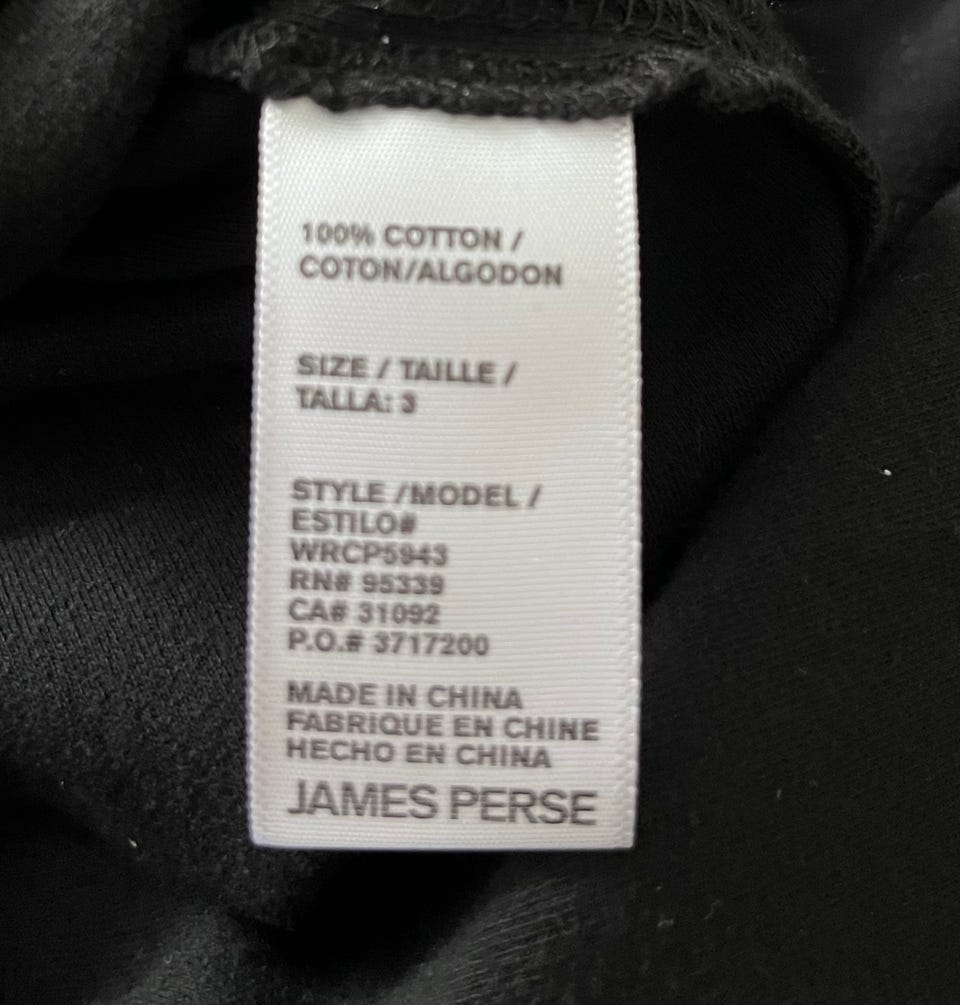 100% COTTON /
COTON/ALGODON
SIZE / TAILLE /
TALLA: 3
STYLE /MODEL /
ESTILO#
WRCP5943
RN# 95339
CA# 31092
P.O.# 3717200
MADE IN CHINA
FABRIQUE EN CHINE
HECHO EN CHINA
JAMES PERSE